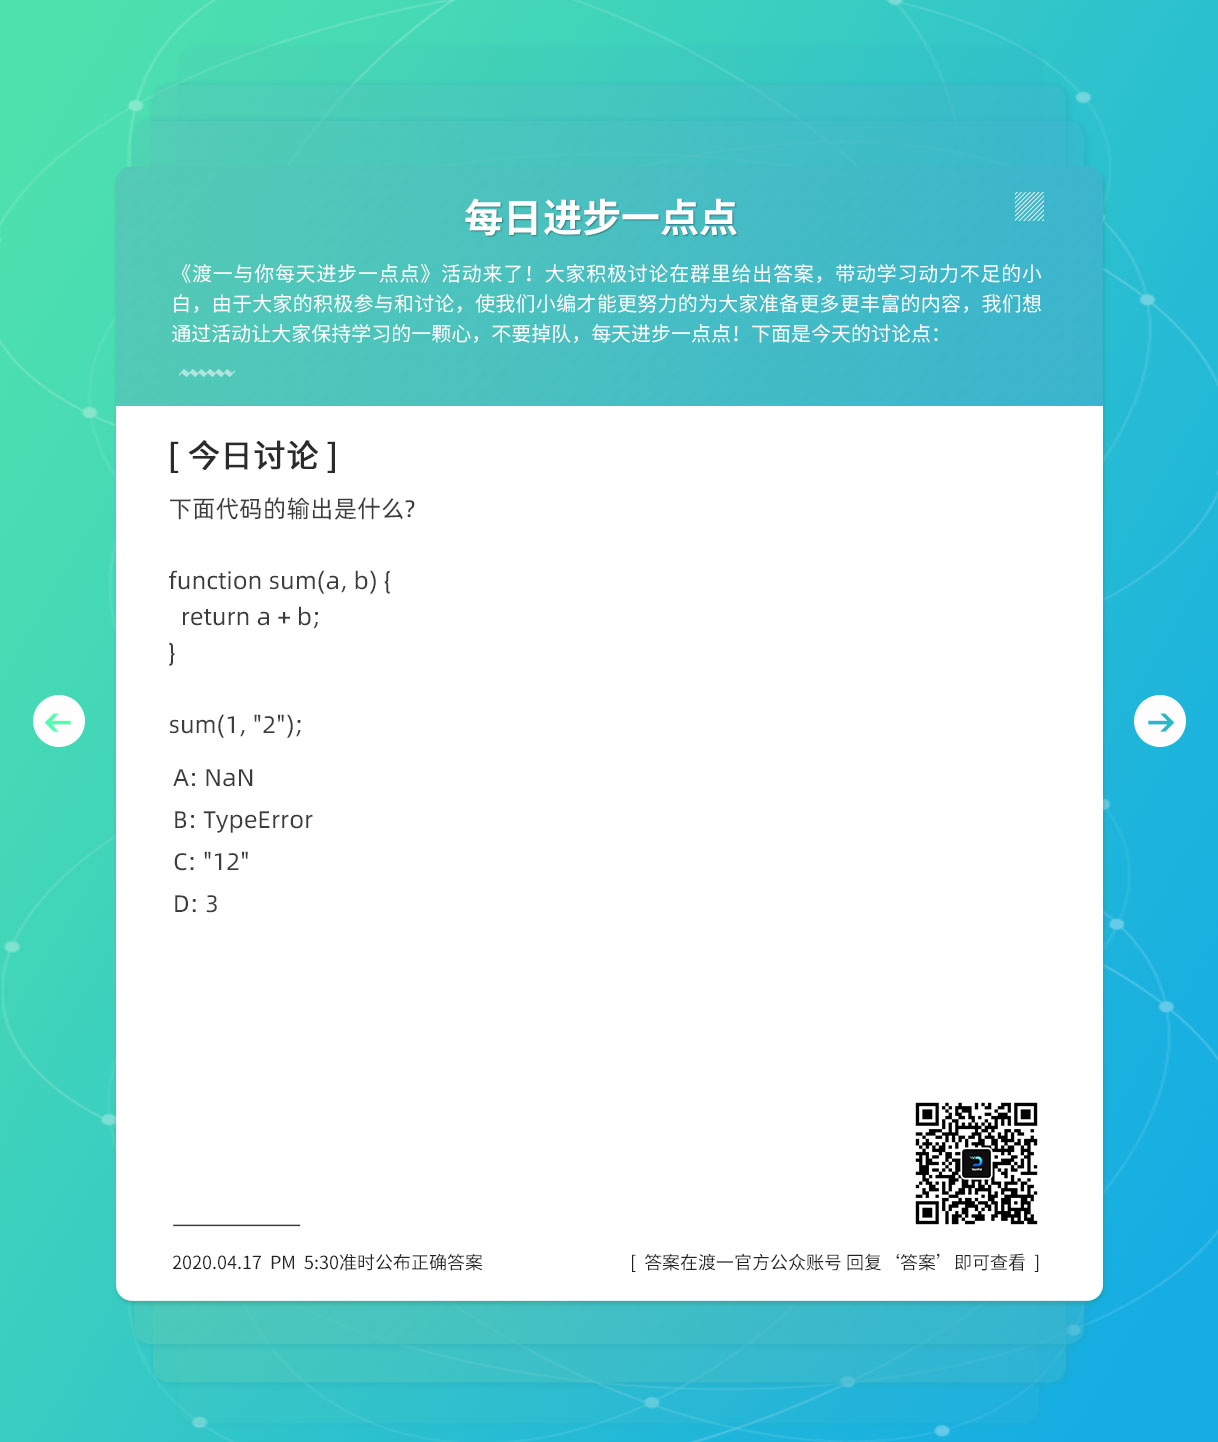 每日进步一点点
《渡一与你每天进步一点点》活动来了！大家积极讨论在群里给出答案，带动学习动力不足的小
白，由于大家的积极参与和讨论，使我们小编才能更努力的为大家准备更多更丰富的内容，我们想
通过活动让大家保持学习的一颗心，不要掉队，每天进步一点点！下面是今天的讨论点：
[ 今日讨论 ]
下面代码的输出是什么?
function sum(a, b) {
  return a + b;
}
sum(1, "2");
A: NaN
B: TypeError
C: "12"
D: 3
2020.04.17 PM 5:30准时公布正确答案
[ 答案在渡一官方公众账号 回复‘答案’即可查看 ]